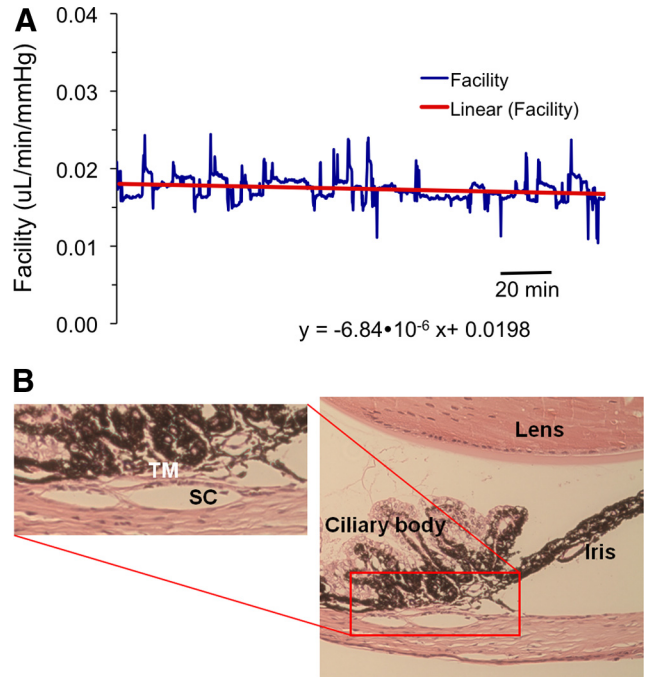 A
Facility (uL/min/mmHg)
0.04
0.03
0.02
0.01
0.00
Facility
Linear (Facility)
20 min
y = -6.84•10⁻⁶ x+ 0.0198
B
TM
SC
Lens
Ciliary body
Iris